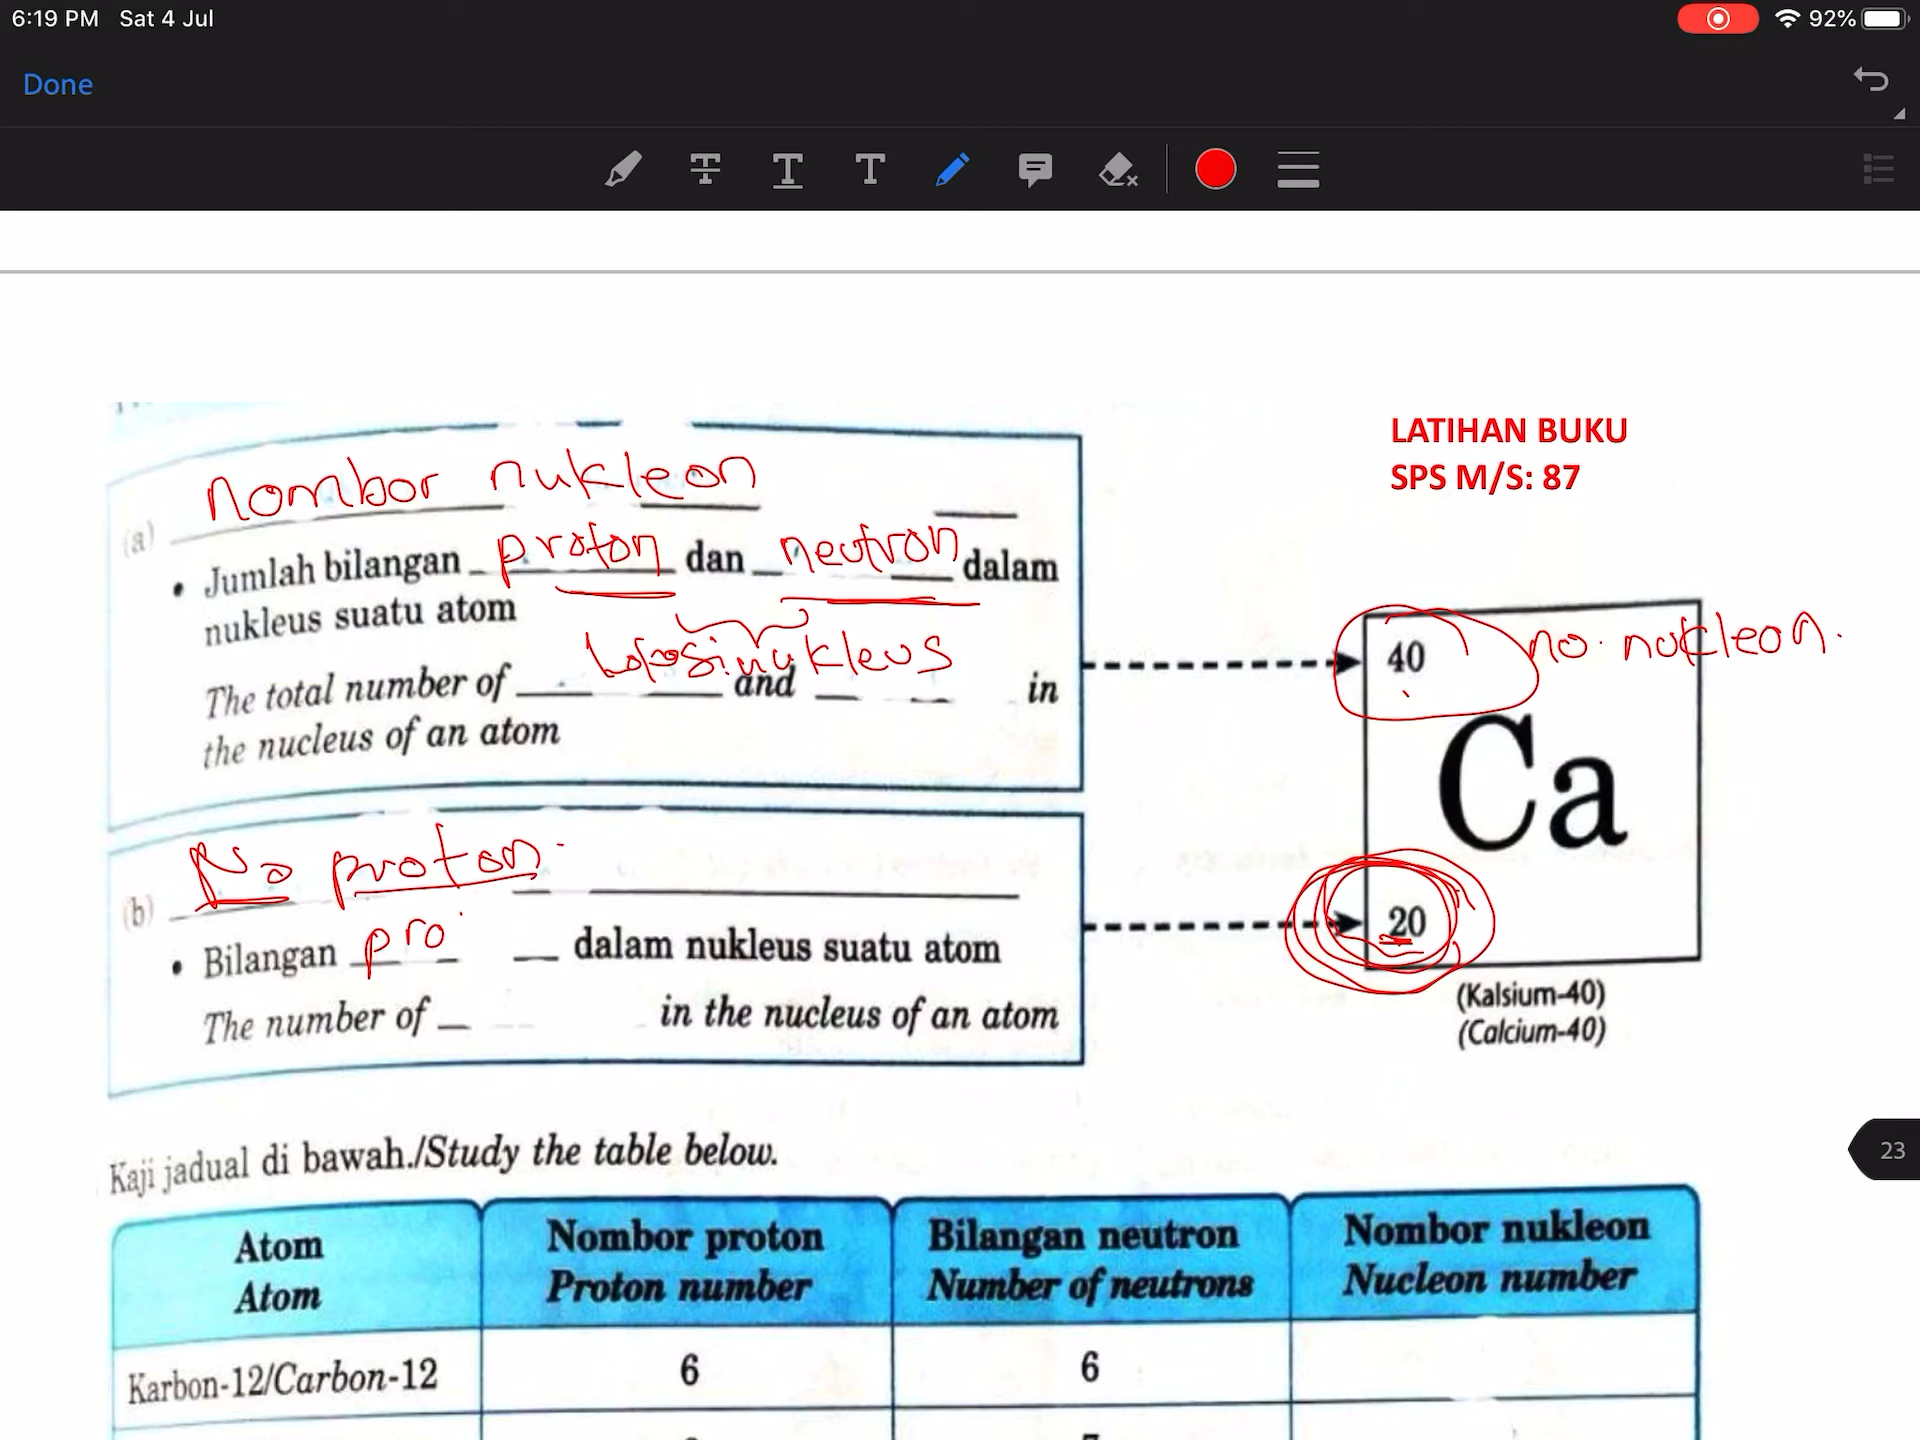 6:19 PM Sat 4 Jul
92%
Done
LATIHAN BUKU
SPS M/S: 87
nombor nukleon
(a)
• Jumlah bilangan proton dan neutron dalam
nukleus suatu atom
nukleus
The total number of and in
the nucleus of an atom
40 no. nukleon.
Ca
20
(Kalsium-40)
(Calcium-40)
No proton.
(b)
• Bilangan pro dalam nukleus suatu atom
The number of in the nucleus of an atom
23
Kaji jadual di bawah./Study the table below.
Atom Nombor proton Bilangan neutron Nombor nukleon
Atom Proton number Number of neutrons Nucleon number
Karbon-12/Carbon-12 6 6